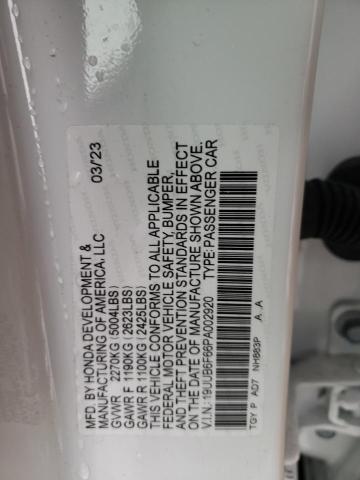 MFD. BY HONDA DEVELOPMENT & 03/23
MANUFACTURING OF AMERICA, LLC
GVWR 2270KG (5004LBS)
GAWR F 1190KG (2623LBS)
GAWR R 1100KG (2425LBS)
THIS VEHICLE CONFORMS TO ALL APPLICABLE
FEDERAL MOTOR VEHICLE SAFETY, BUMPER,
AND THEFT PREVENTION STANDARDS IN EFFECT
ON THE DATE OF MANUFACTURE SHOWN ABOVE.
V.I.N.: 19UUB6F66PA002920 TYPE: PASSENGER CAR
TGY P AD7 NH883P A .A